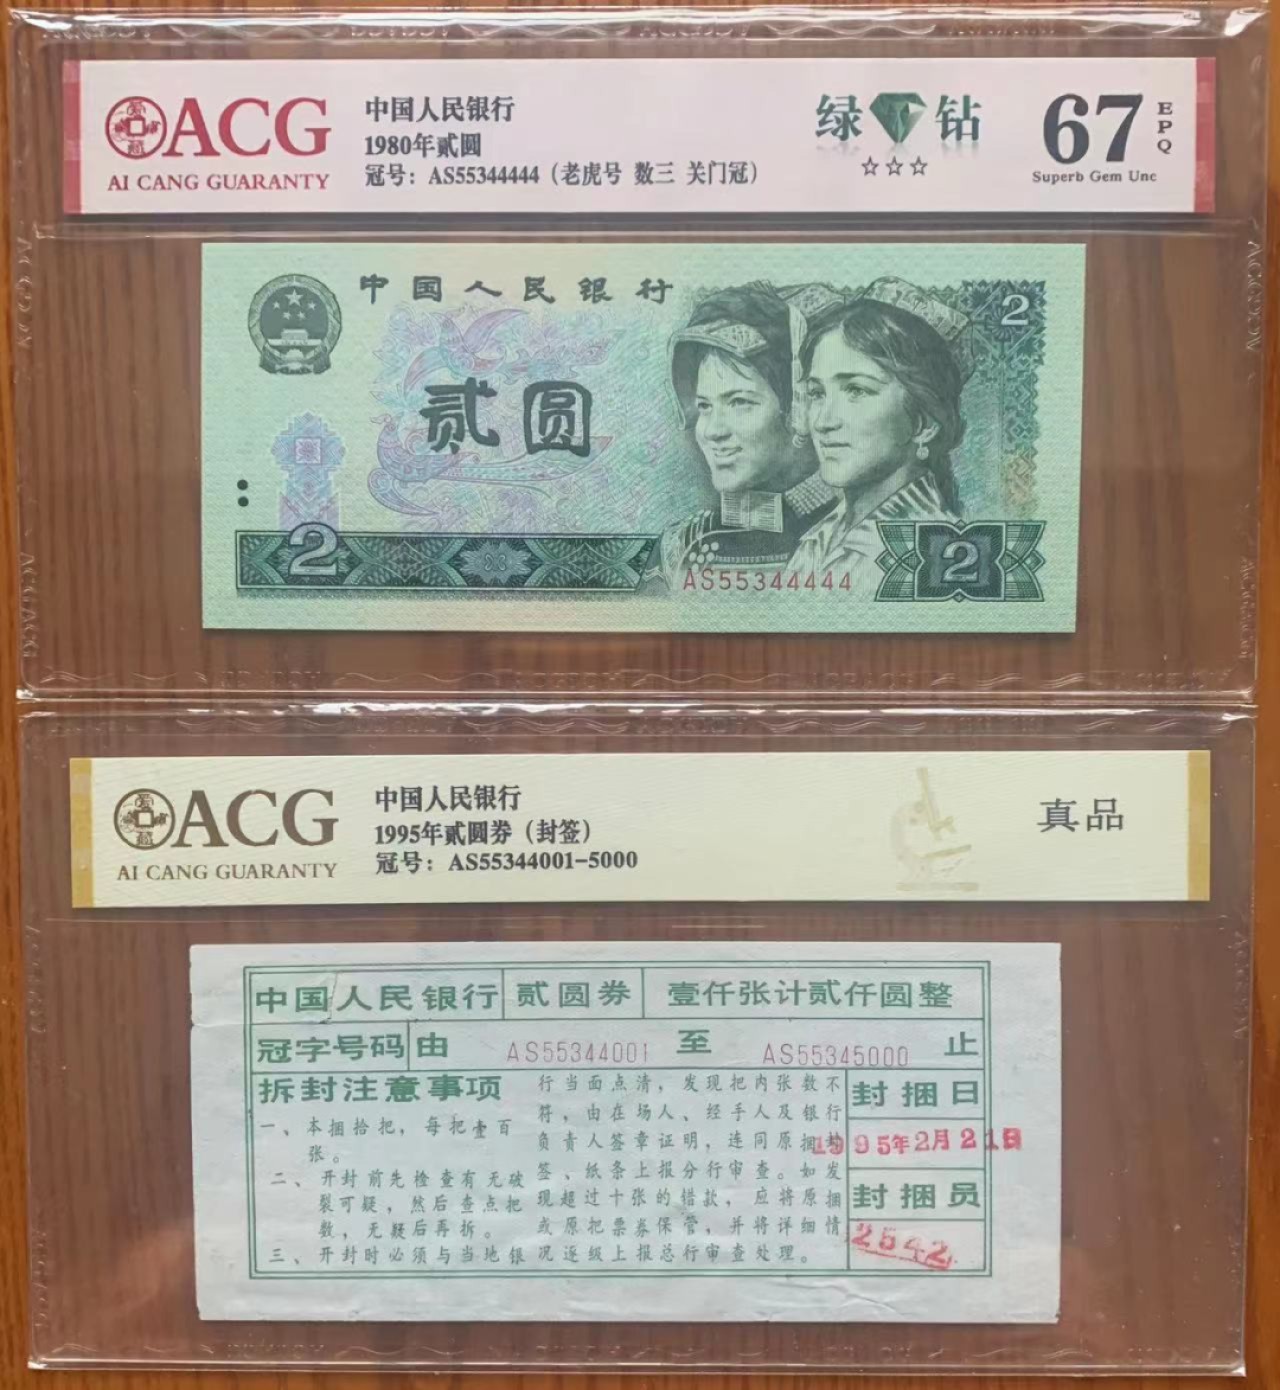 ACG
AI CANG GUARANTY
中国人民银行
1980年贰圆
冠号：AS55344444（老虎号 数三 关门冠）
绿钻
☆☆☆
67
EPQ
Superb Gem Unc
中国人民银行
2
贰圆
2
AS55344444
2
ACG
AI CANG GUARANTY
中国人民银行
1995年贰圆券（封签）
冠号：AS55344001-5000
真品
中国人民银行 贰圆券 壹仟张计贰仟圆整
冠字号码 由 AS55344001 至 AS55345000 止
拆封注意事项
一、本捆拾把，每把壹百
张。
二、开封前先检查有无破
裂可疑，然后查点把
数，无疑后再拆。
三、开封时必须与当地银
行当面点清，发现把内张数不
符，由在场人、经手人及银行
负责人签章证明，连同原捆封
签、纸条上报分行审查。如发
现超过十张的错款，应将原捆
或原把票券保管，并将详细情
况逐级上报总行审查处理。
封捆日
1995年2月21日
封捆员
2542